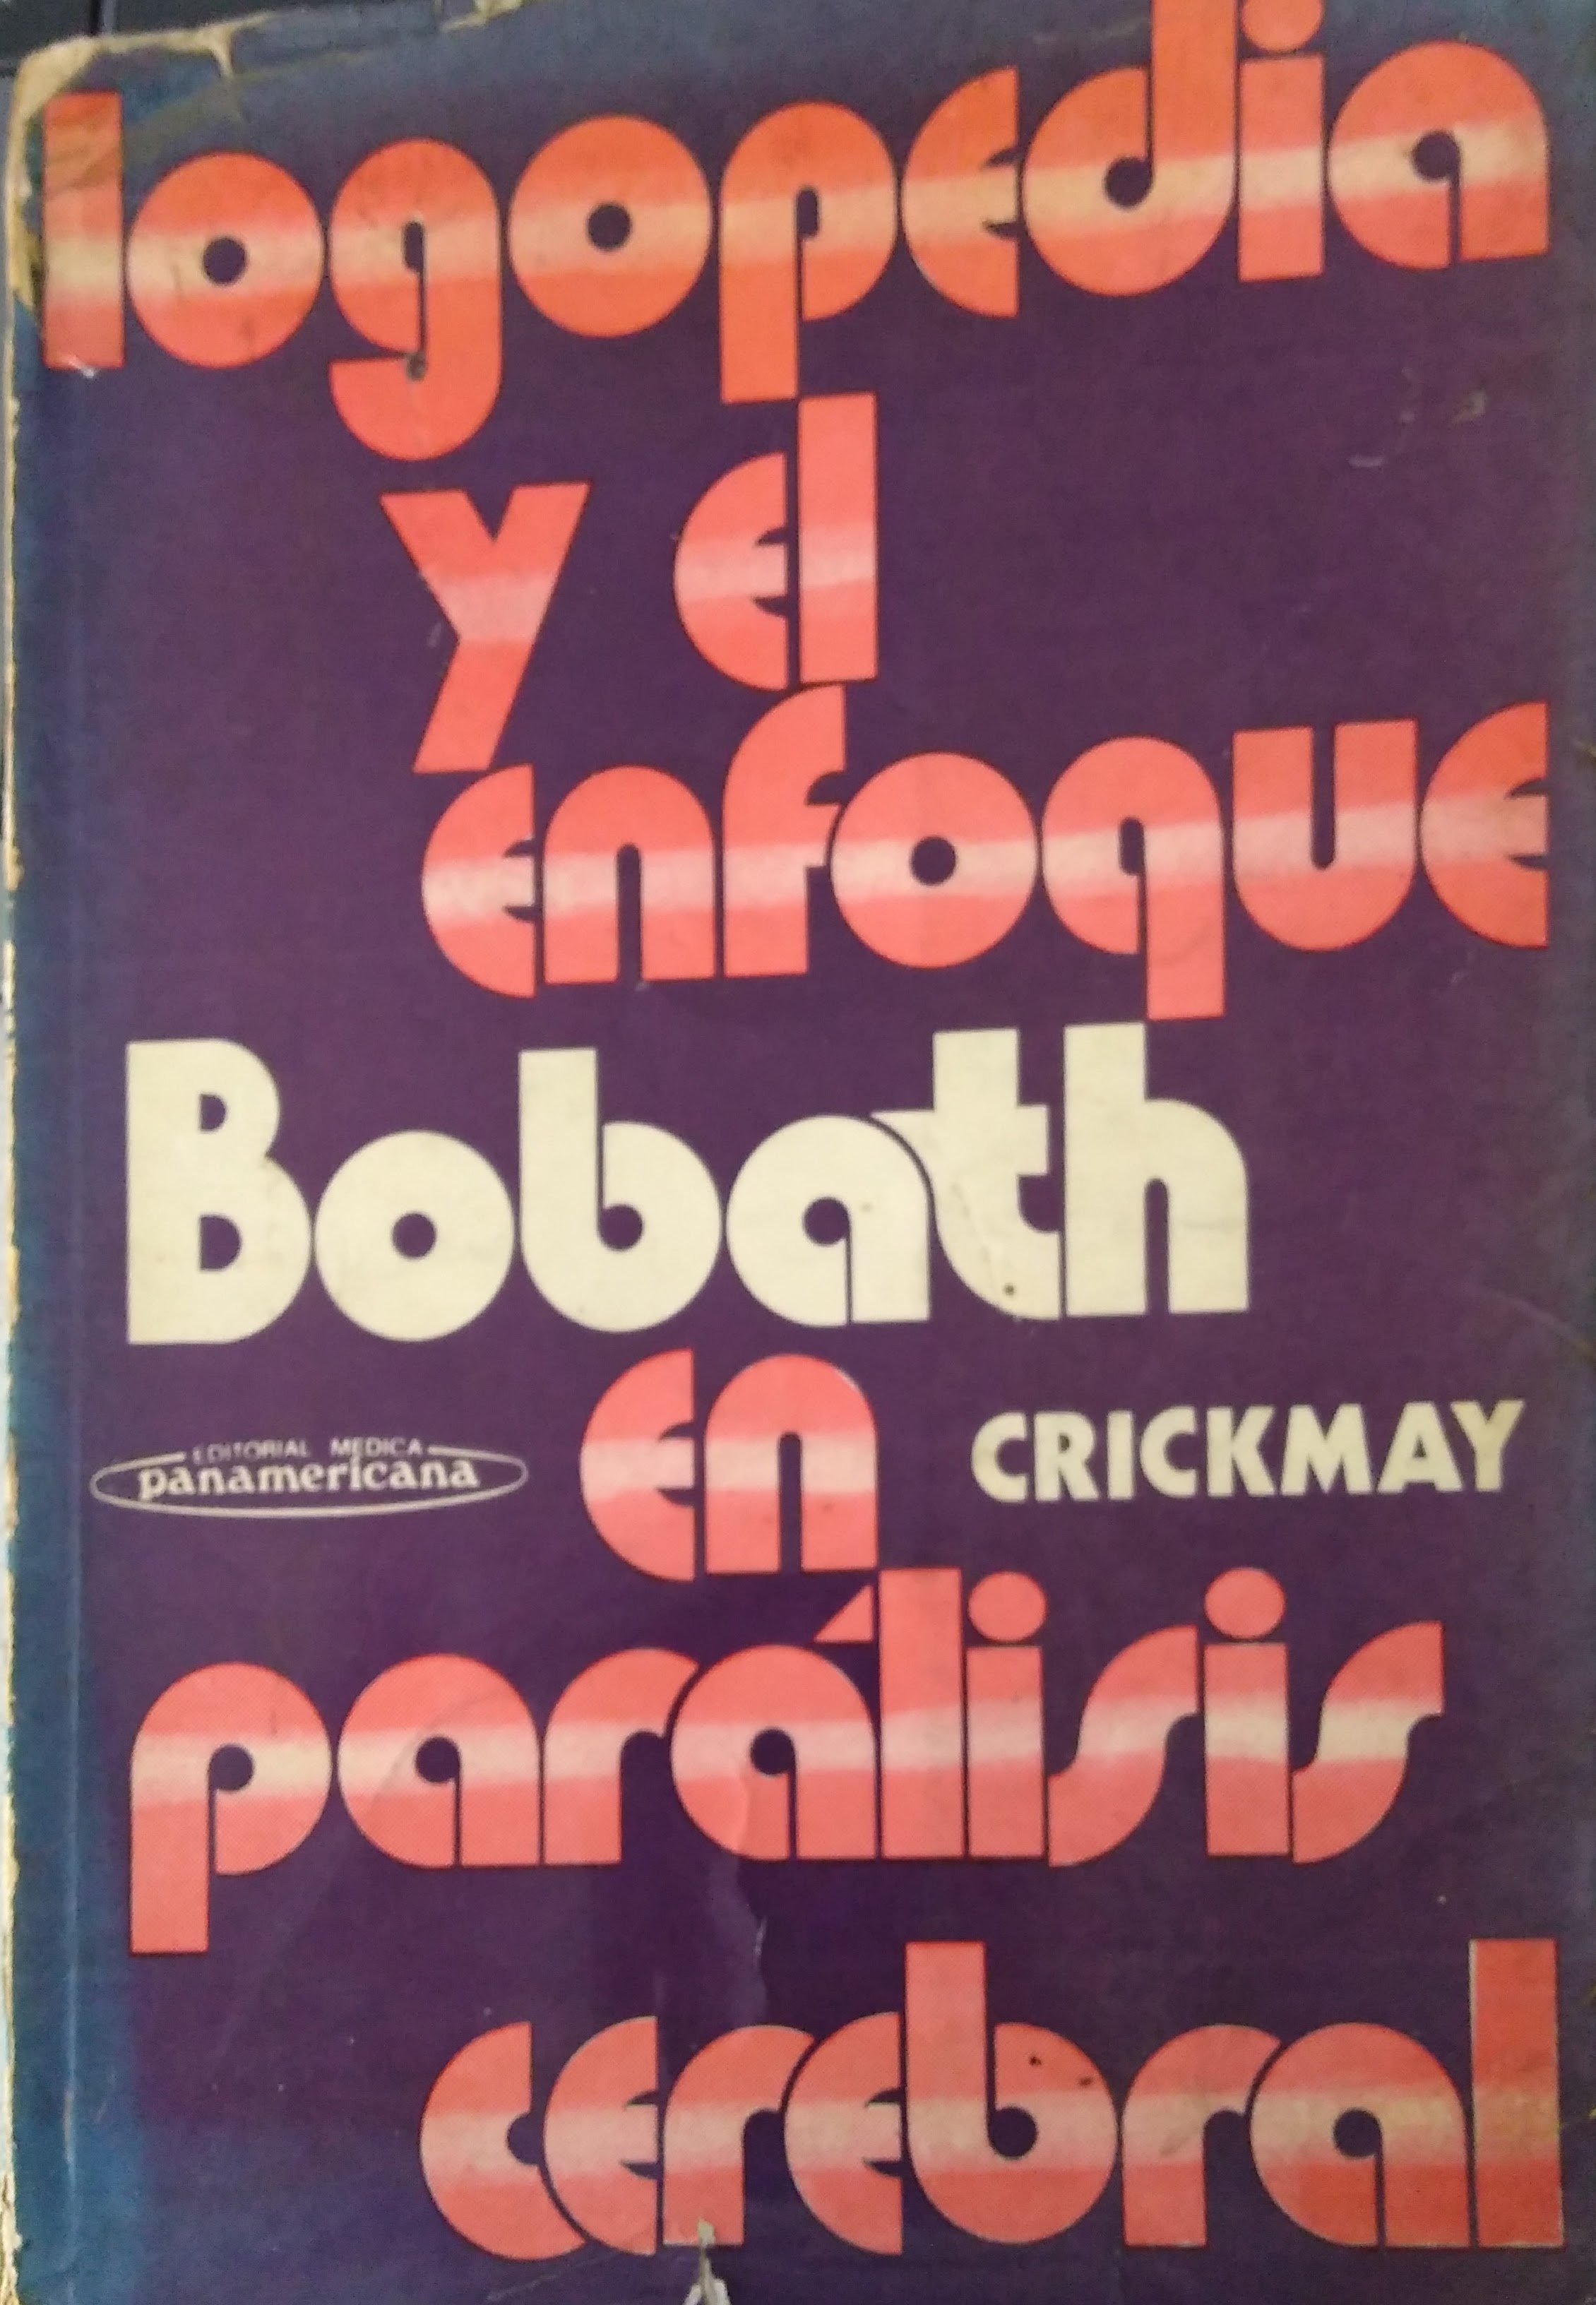 logopedia
y el
enfoque
Bobath
en
CRICKMAY
EDITORIAL MEDICA
panamericana
parálisis
cerebral